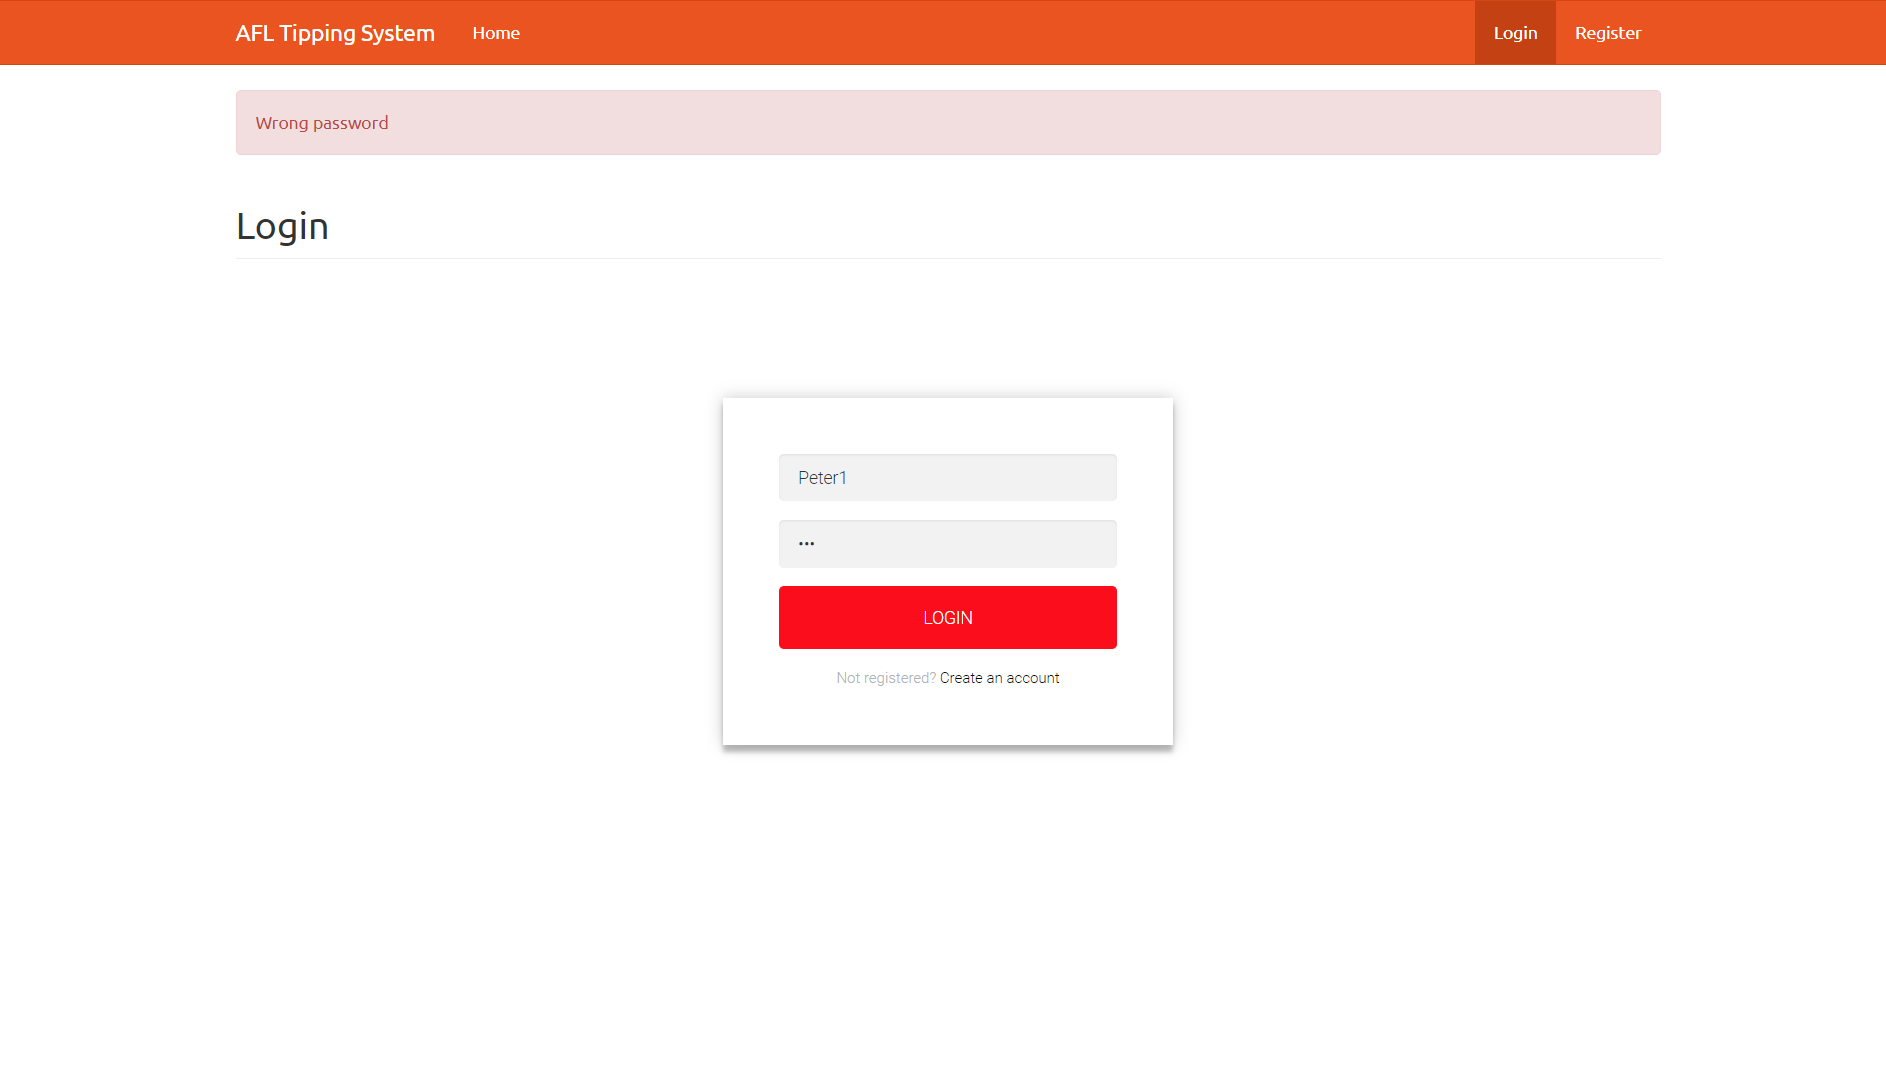 AFL Tipping System Home Login Register
Wrong password
Login
Peter1
•••
LOGIN
Not registered? Create an account